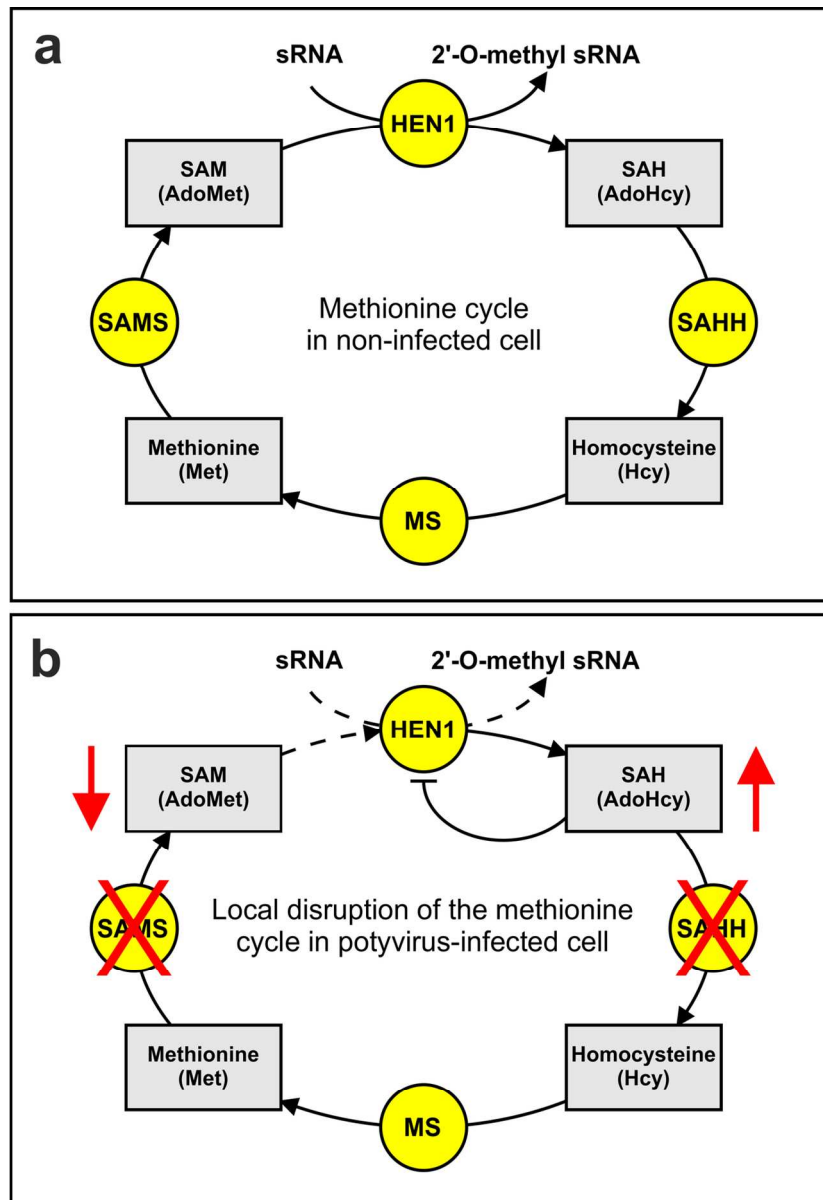 a
sRNA 2'-O-methyl sRNA
HEN1
SAM
(AdoMet)
SAH
(AdoHcy)
SAMS
Methionine cycle
in non-infected cell
SAHH
Methionine
(Met)
Homocysteine
(Hcy)
MS
b
sRNA 2'-O-methyl sRNA
HEN1
SAM
(AdoMet)
SAH
(AdoHcy)
SAMS
Local disruption of the methionine
cycle in potyvirus-infected cell
SAHH
Methionine
(Met)
Homocysteine
(Hcy)
MS